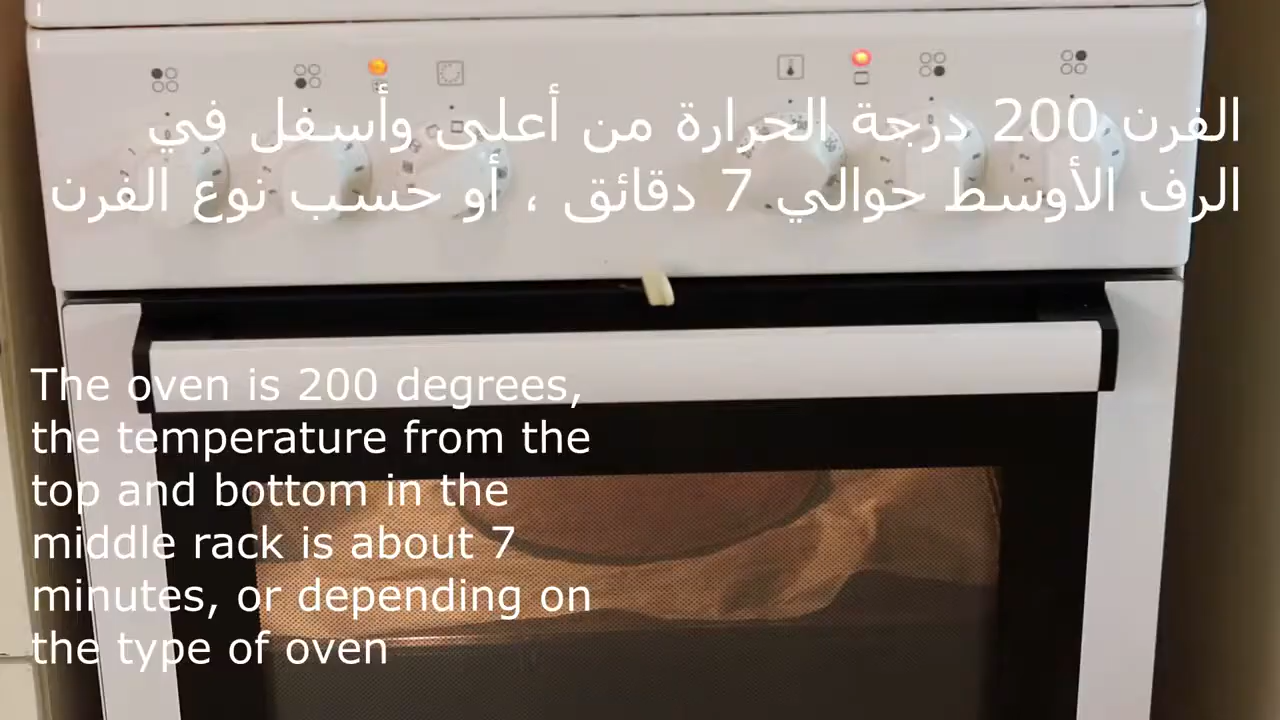 الفرن 200 درجة الحرارة من أعلى وأسفل في
الرف الأوسط حوالي 7 دقائق ، أو حسب نوع الفرن
The oven is 200 degrees,
the temperature from the
top and bottom in the
middle rack is about 7
minutes, or depending on
the type of oven